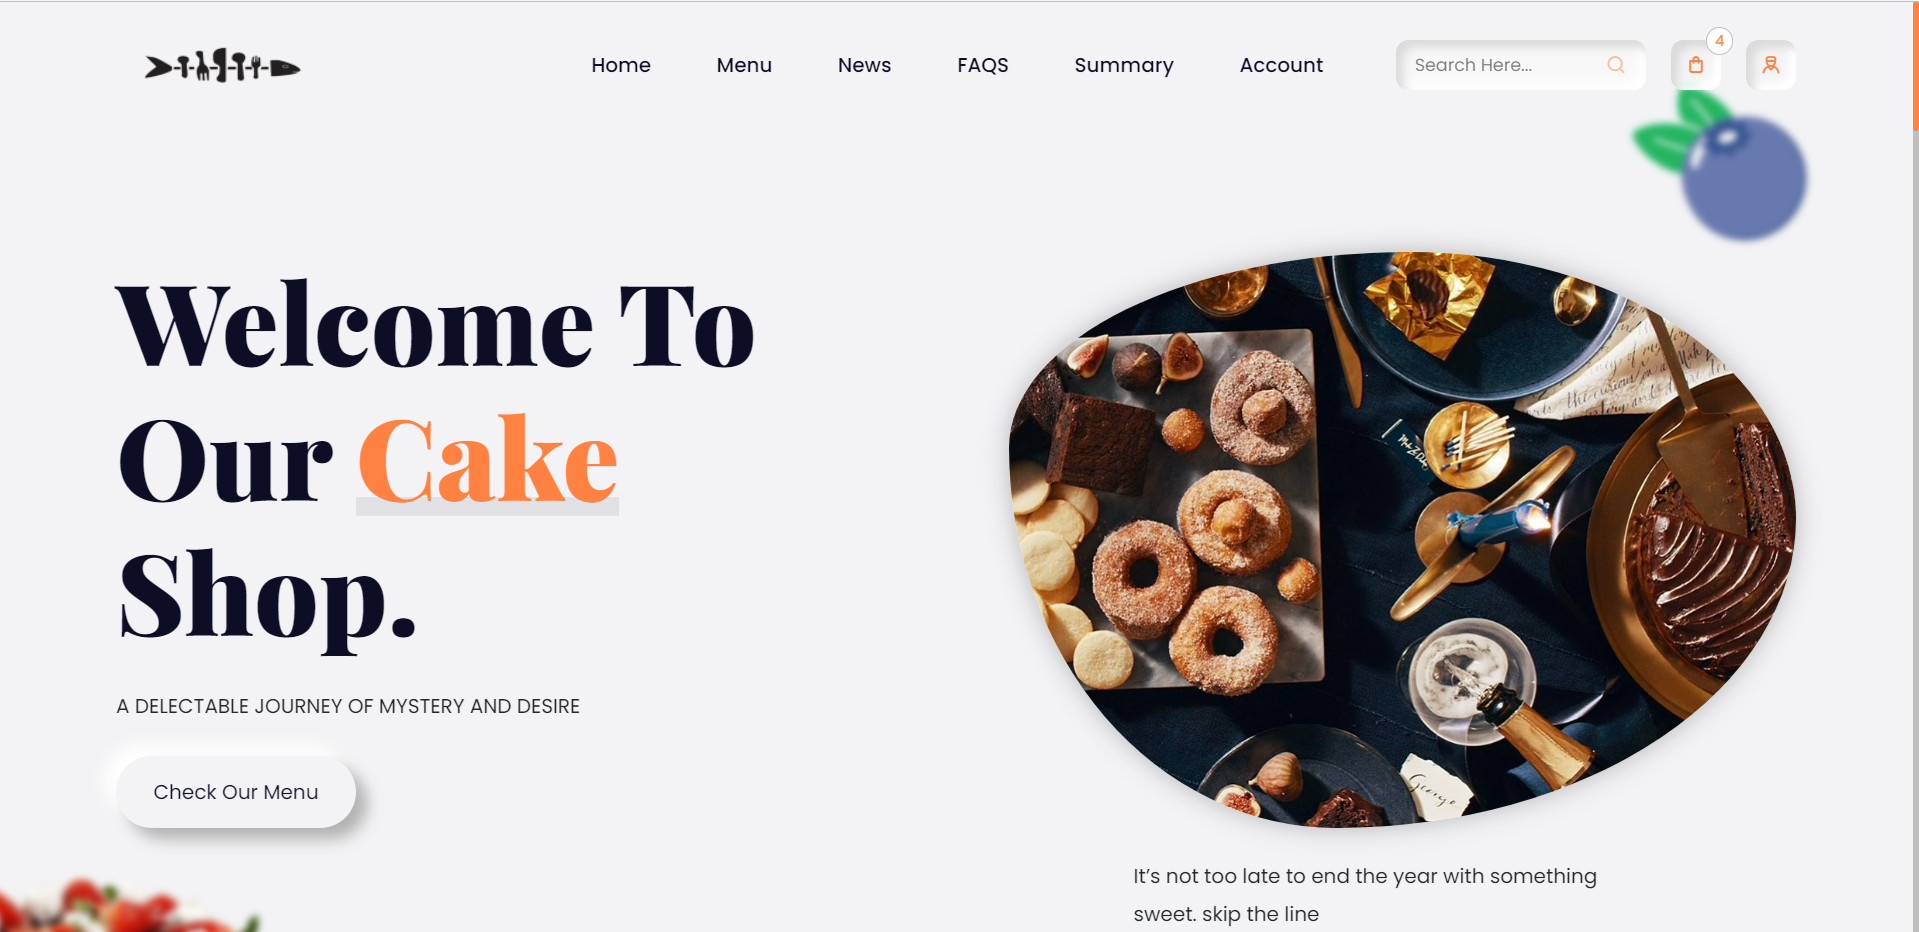 Home Menu News FAQS Summary Account Search Here... 4
Welcome To
Our Cake
Shop.
A DELECTABLE JOURNEY OF MYSTERY AND DESIRE
Check Our Menu
George
It's not too late to end the year with something
sweet. skip the line